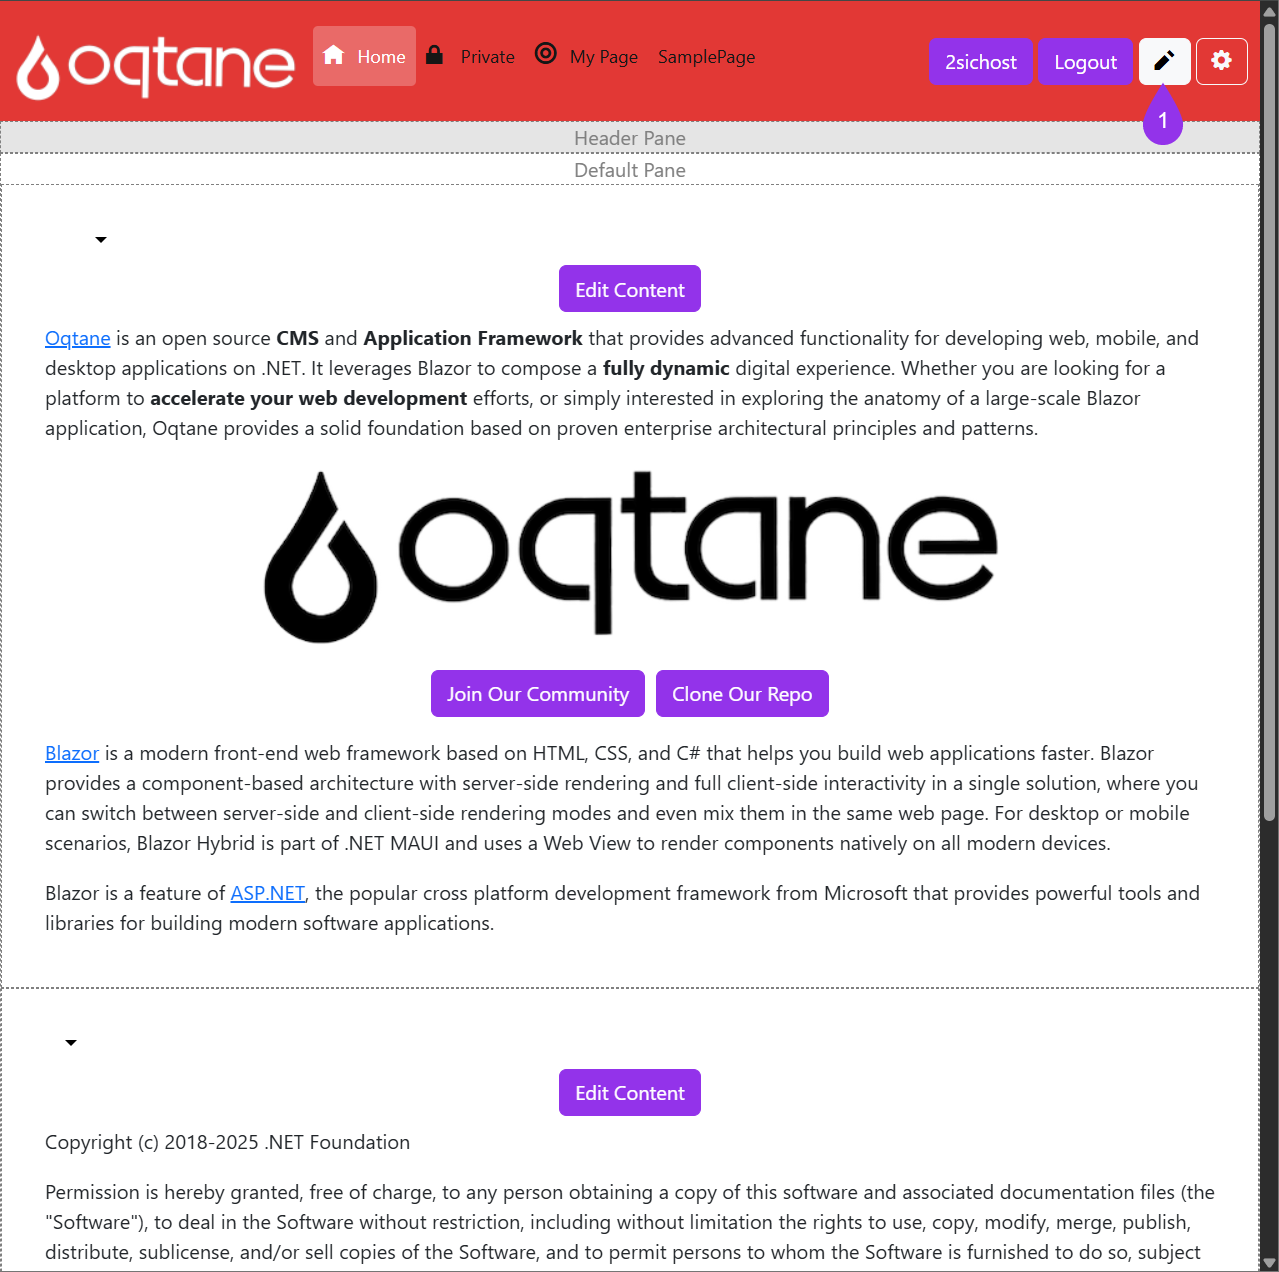 oqtane Home Private My Page SamplePage 2sichost Logout
1
Header Pane
Default Pane
Edit Content
Oqtane is an open source CMS and Application Framework that provides advanced functionality for developing web, mobile, and
desktop applications on .NET. It leverages Blazor to compose a fully dynamic digital experience. Whether you are looking for a
platform to accelerate your web development efforts, or simply interested in exploring the anatomy of a large-scale Blazor
application, Oqtane provides a solid foundation based on proven enterprise architectural principles and patterns.
oqtane
Join Our Community Clone Our Repo
Blazor is a modern front-end web framework based on HTML, CSS, and C# that helps you build web applications faster. Blazor
provides a component-based architecture with server-side rendering and full client-side interactivity in a single solution, where you
can switch between server-side and client-side rendering modes and even mix them in the same web page. For desktop or mobile
scenarios, Blazor Hybrid is part of .NET MAUI and uses a Web View to render components natively on all modern devices.
Blazor is a feature of ASP.NET, the popular cross platform development framework from Microsoft that provides powerful tools and
libraries for building modern software applications.
Edit Content
Copyright (c) 2018-2025 .NET Foundation
Permission is hereby granted, free of charge, to any person obtaining a copy of this software and associated documentation files (the
"Software"), to deal in the Software without restriction, including without limitation the rights to use, copy, modify, merge, publish,
distribute, sublicense, and/or sell copies of the Software, and to permit persons to whom the Software is furnished to do so, subject